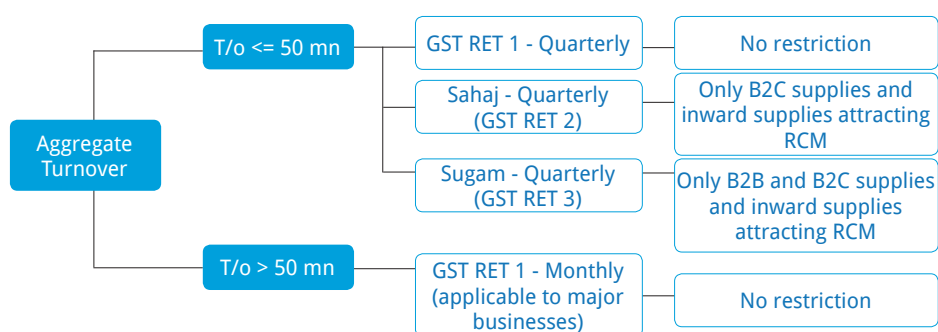 Aggregate
Turnover
T/o <= 50 mn
GST RET 1 - Quarterly
No restriction
Sahaj - Quarterly
(GST RET 2)
Only B2C supplies and
inward supplies attracting
RCM
Sugam - Quarterly
(GST RET 3)
Only B2B and B2C supplies
and inward supplies
attracting RCM
T/o > 50 mn
GST RET 1 - Monthly
(applicable to major
businesses)
No restriction